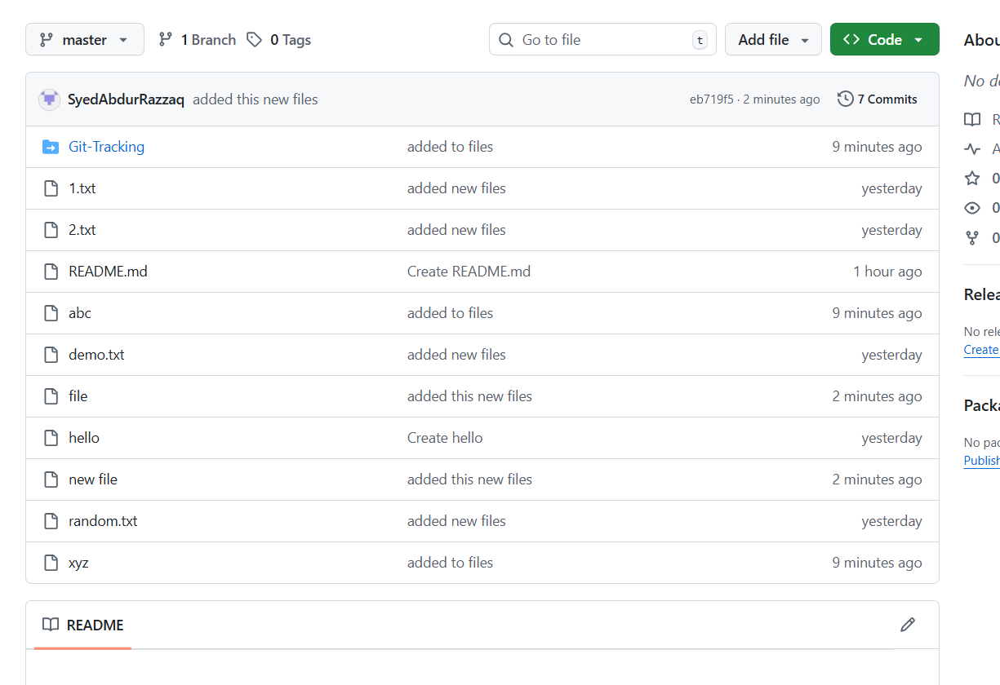 master 1 Branch 0 Tags Go to file t Add file Code
SyedAbdurRazzaq added this new files eb719f5 · 2 minutes ago 7 Commits
Git-Tracking added to files 9 minutes ago
1.txt added new files yesterday
2.txt added new files yesterday
README.md Create README.md 1 hour ago
abc added to files 9 minutes ago
demo.txt added new files yesterday
file added this new files 2 minutes ago
hello Create hello yesterday
new file added this new files 2 minutes ago
random.txt added new files yesterday
xyz added to files 9 minutes ago
README
Abou
No de
R
A
0
0
0
Relea
No rele
Create
Packa
No pac
Publish